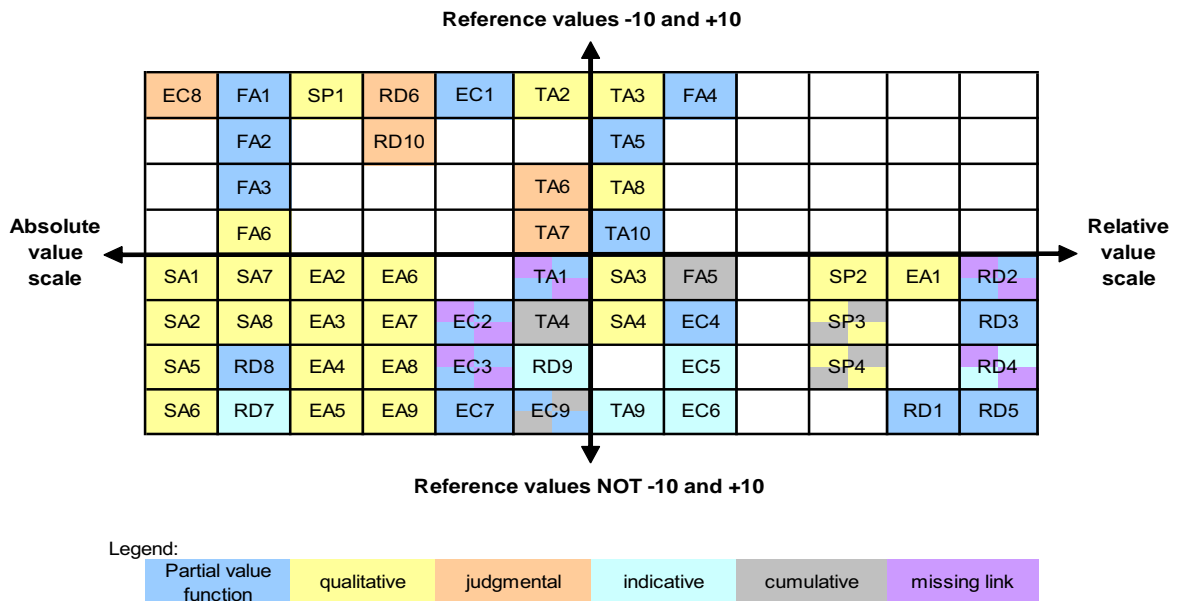 Reference values -10 and +10
EC8 FA1 SP1 RD6 EC1 TA2 TA3 FA4
FA2 RD10 TA5
FA3 TA6 TA8
FA6 TA7 TA10
Absolute
value
scale
Relative
value
scale
SA1 SA7 EA2 EA6 TA1 SA3 FA5 SP2 EA1 RD2
SA2 SA8 EA3 EA7 EC2 TA4 SA4 EC4 SP3 RD3
SA5 RD8 EA4 EA8 EC3 RD9 EC5 SP4 RD4
SA6 RD7 EA5 EA9 EC7 EC9 TA9 EC6 RD1 RD5
Reference values NOT -10 and +10
Legend:
Partial value
function
qualitative
judgmental
indicative
cumulative
missing link